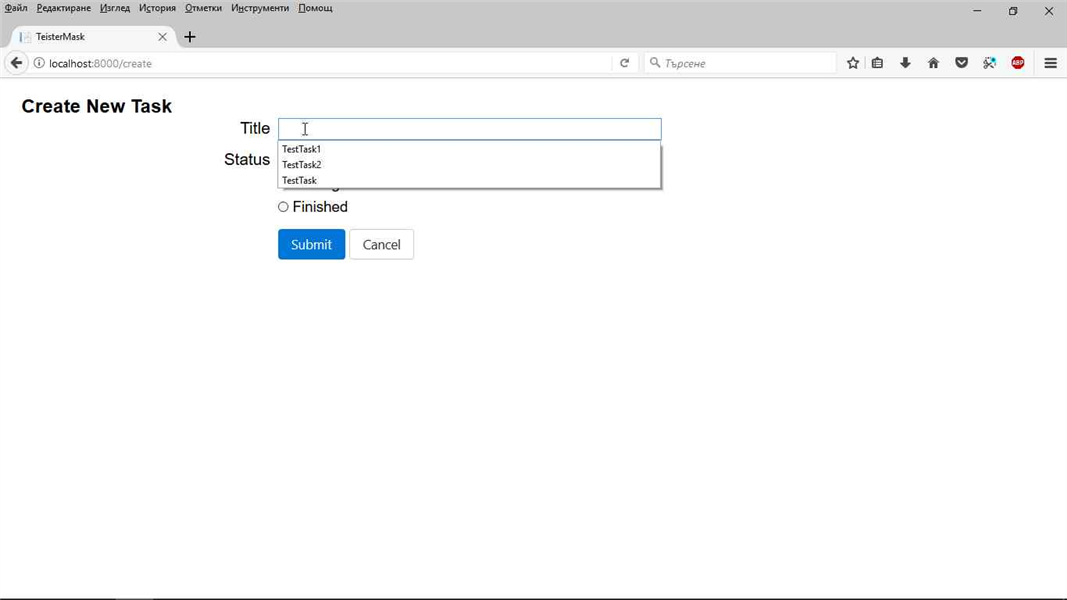 Файл Редактиране Изглед История Отметки Инструменти Помощ
TeisterMask
localhost:8000/create
Търсене
ABP
Create New Task
Title
TestTask1
TestTask2
TestTask
Status
Finished
Submit Cancel